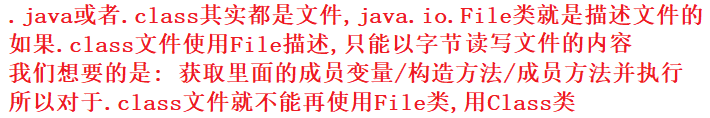 .java或者.class其实都是文件,java.io.File类就是描述文件的
如果.class文件使用File描述,只能以字节读写文件的内容
我们想要的是: 获取里面的成员变量/构造方法/成员方法并执行
所以对于.class文件就不能再使用File类,用Class类